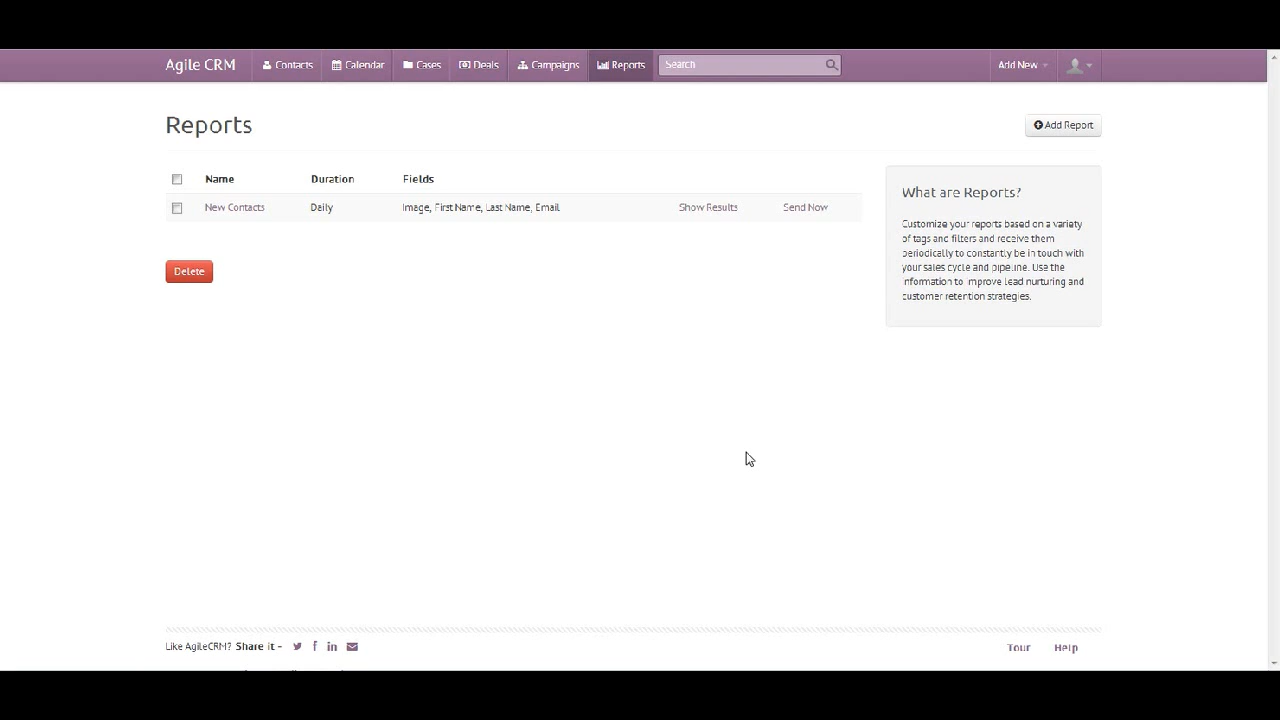 Agile CRM Contacts Calendar Cases Deals Campaigns Reports Search Add New
Reports
Add Report
Name Duration Fields
New Contacts Daily Image, First Name, Last Name, Email Show Results Send Now
Delete
What are Reports?
Customize your reports based on a variety
of tags and filters and receive them
periodically to constantly be in touch with
your sales cycle and pipeline. Use the
information to improve lead nurturing and
customer retention strategies.
Like AgileCRM? Share it -
Tour Help